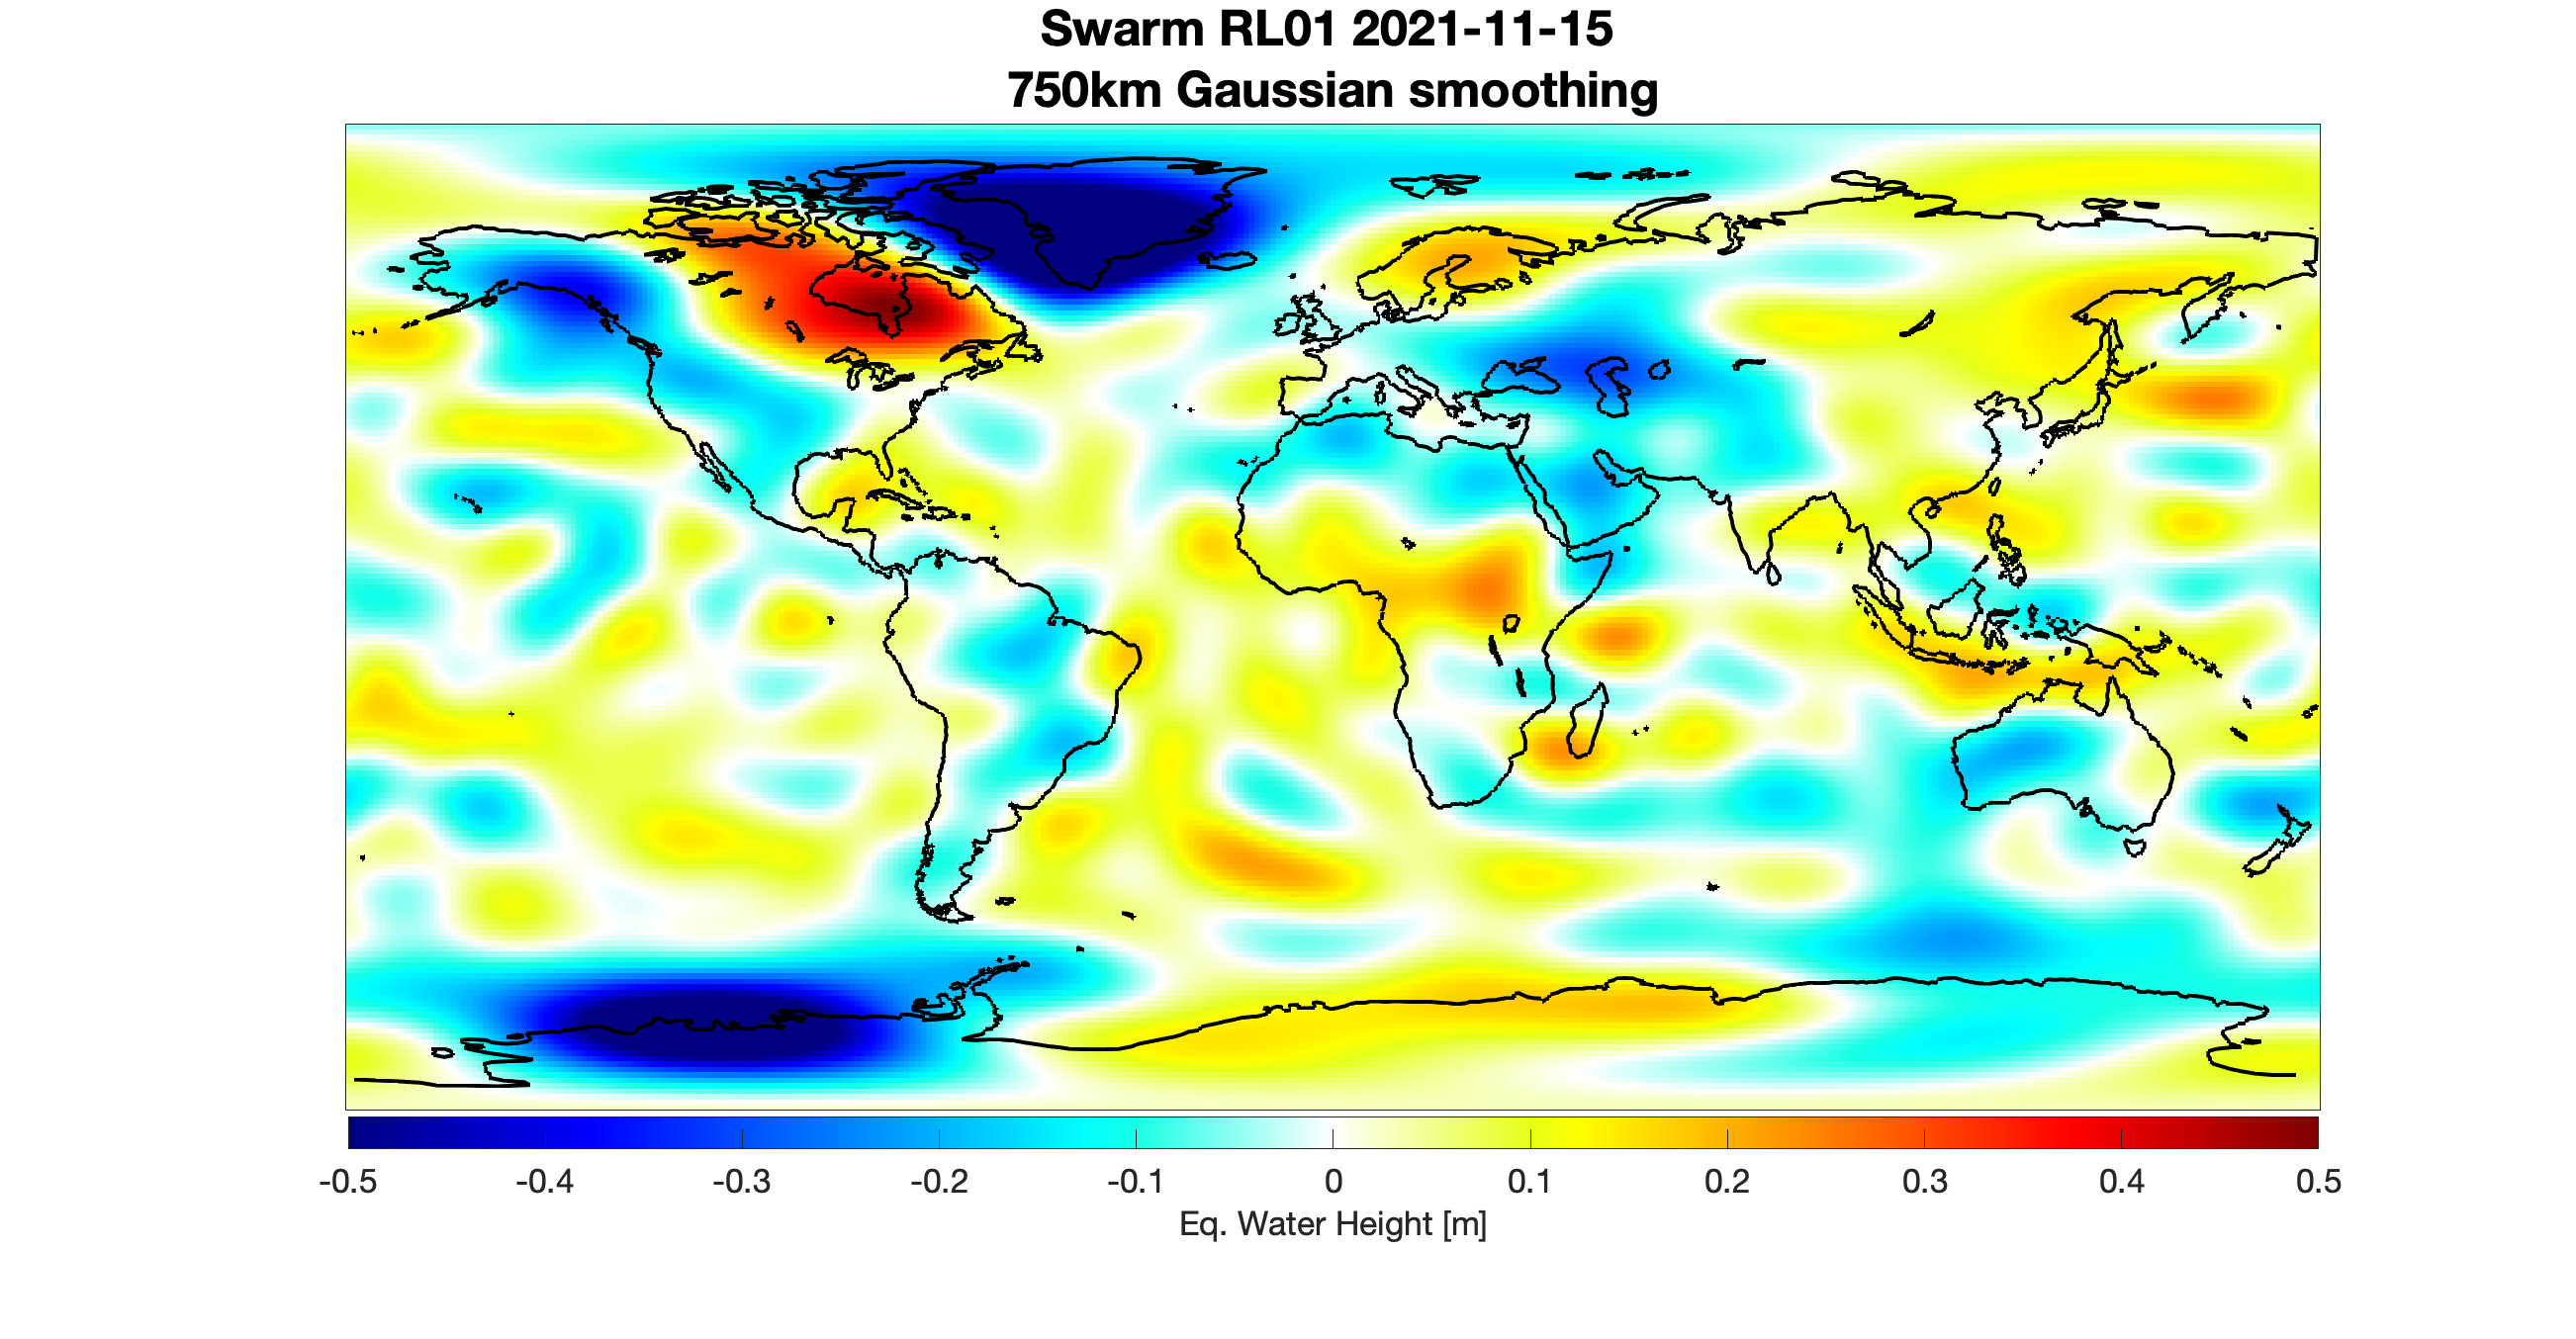 Swarm RL01 2021-11-15
750km Gaussian smoothing
-0.5 -0.4 -0.3 -0.2 -0.1 0 0.1 0.2 0.3 0.4 0.5
Eq. Water Height [m]